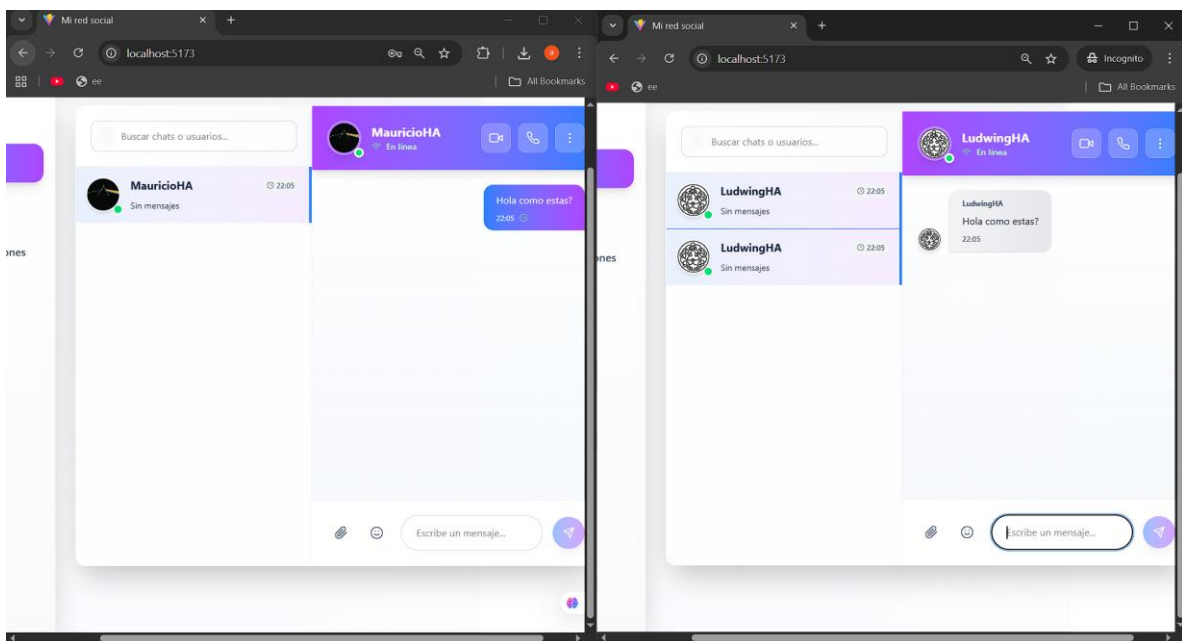 Mi red social
localhost:5173
ee
All Bookmarks
Buscar chats o usuarios...
MauricioHA
22:05
Sin mensajes
MauricioHA
En línea
Hola como estas?
22:05
ones
Escribe un mensaje...
Mi red social
localhost:5173
Incognito
ee
All Bookmarks
Buscar chats o usuarios...
LudwingHA
22:05
Sin mensajes
LudwingHA
22:05
Sin mensajes
LudwingHA
En línea
LudwingHA
Hola como estas?
22:05
ones
Escribe un mensaje...